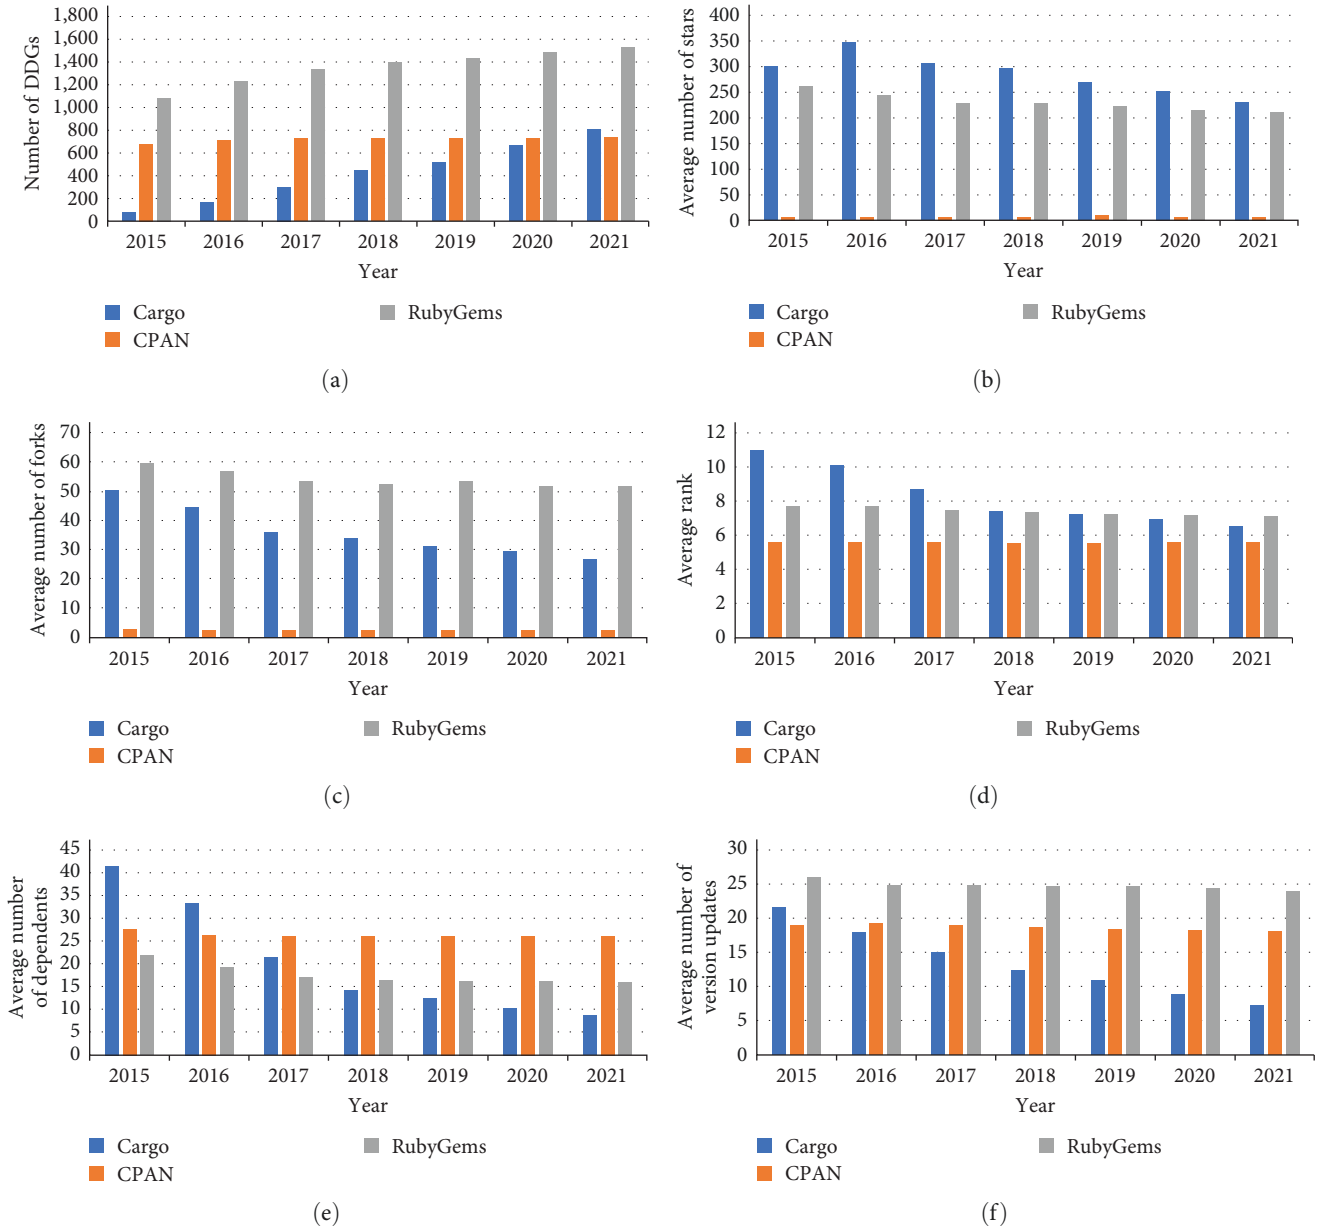 Number of DDGs
1,800
1,600
1,400
1,200
1,000
800
600
400
200
0
2015 2016 2017 2018 2019 2020 2021
Year
Cargo
CPAN
RubyGems
(a)
Average number of stars
400
350
300
250
200
150
100
50
0
2015 2016 2017 2018 2019 2020 2021
Year
Cargo
CPAN
RubyGems
(b)
Average number of forks
70
60
50
40
30
20
10
0
2015 2016 2017 2018 2019 2020 2021
Year
Cargo
CPAN
RubyGems
(c)
Average rank
12
10
8
6
4
2
0
2015 2016 2017 2018 2019 2020 2021
Year
Cargo
CPAN
RubyGems
(d)
Average number
of dependents
45
40
35
30
25
20
15
10
5
0
2015 2016 2017 2018 2019 2020 2021
Year
Cargo
CPAN
RubyGems
(e)
Average number of
version updates
30
25
20
15
10
5
0
2015 2016 2017 2018 2019 2020 2021
Year
Cargo
CPAN
RubyGems
(f)